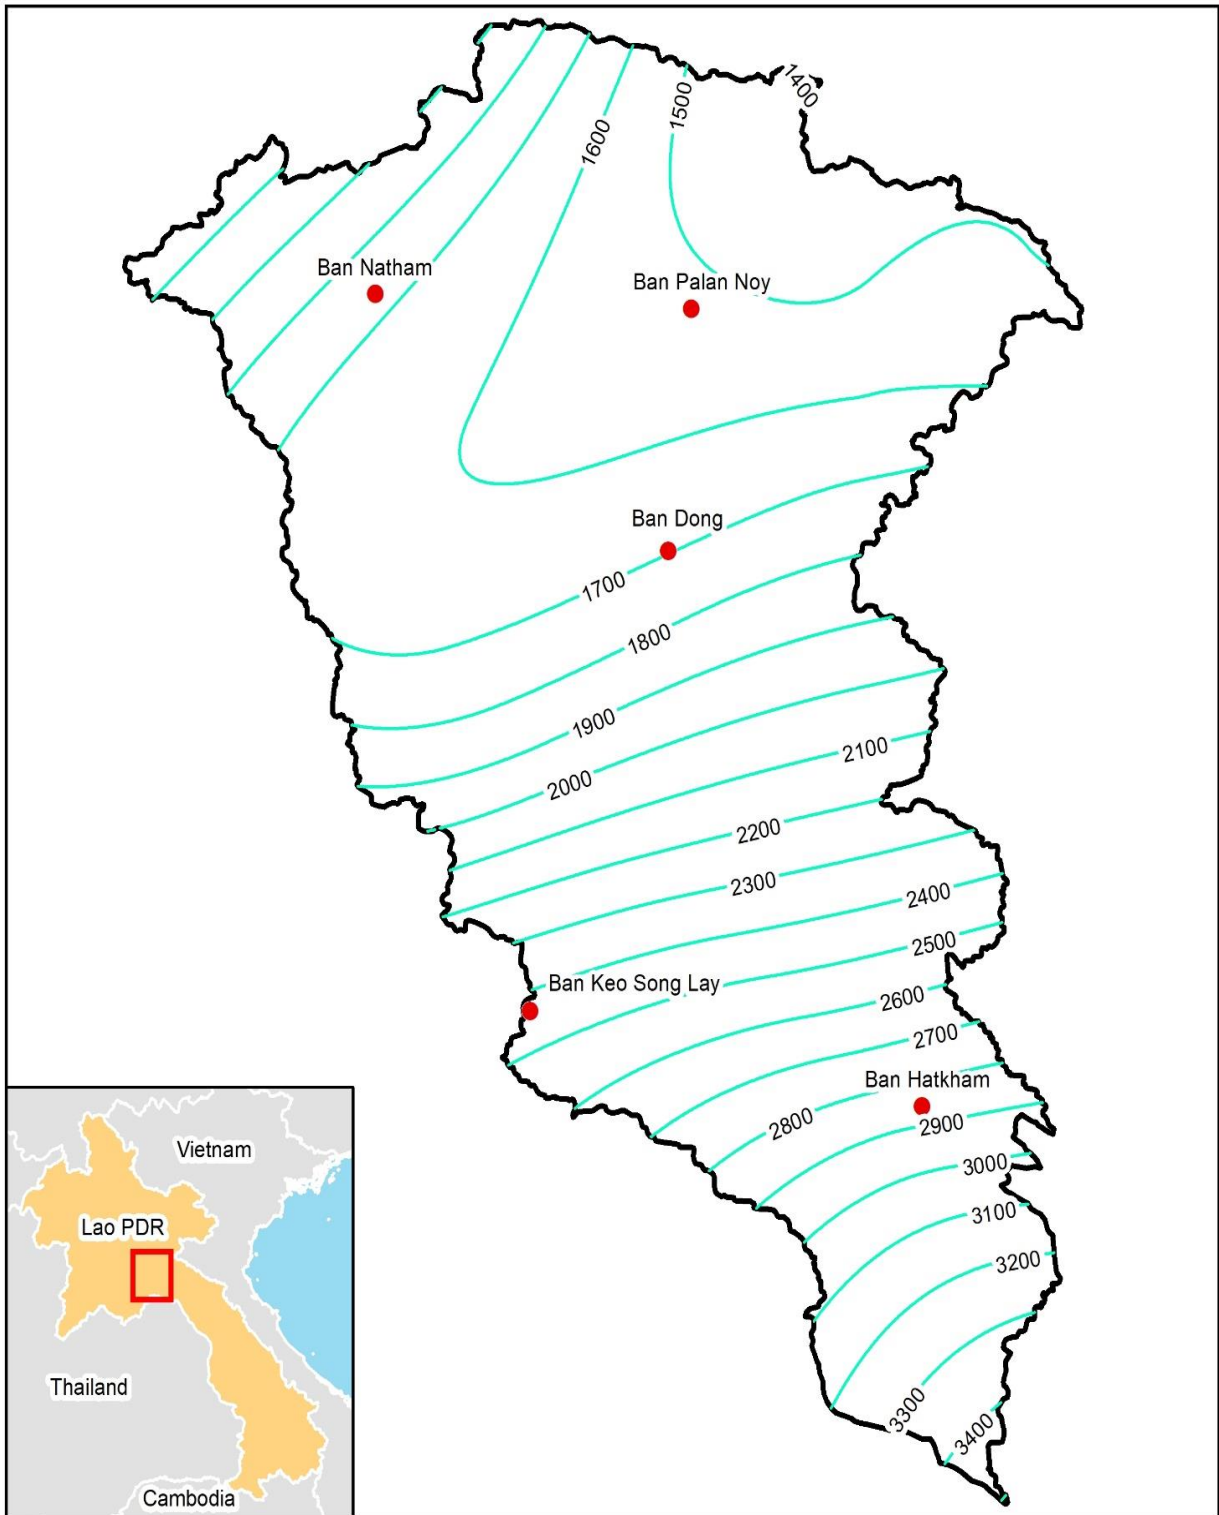 1400
1500
1600
Ban Natham
Ban Palan Noy
Ban Dong
1700
1800
1900
2000
2100
2200
2300
2400
2500
Ban Keo Song Lay
2600
2700
Ban Hatkham
2800
2900
3000
3100
3200
3300
3400
Vietnam
Lao PDR
Thailand
Cambodia